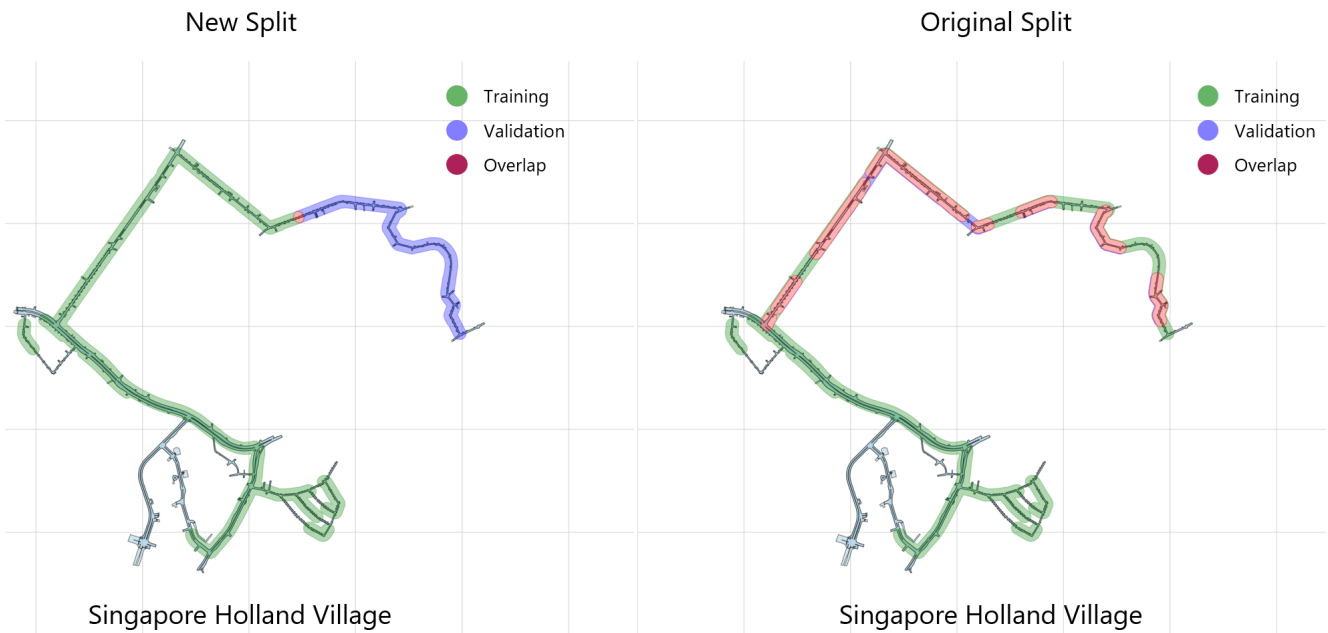 New Split
Training
Validation
Overlap
Singapore Holland Village
Original Split
Training
Validation
Overlap
Singapore Holland Village